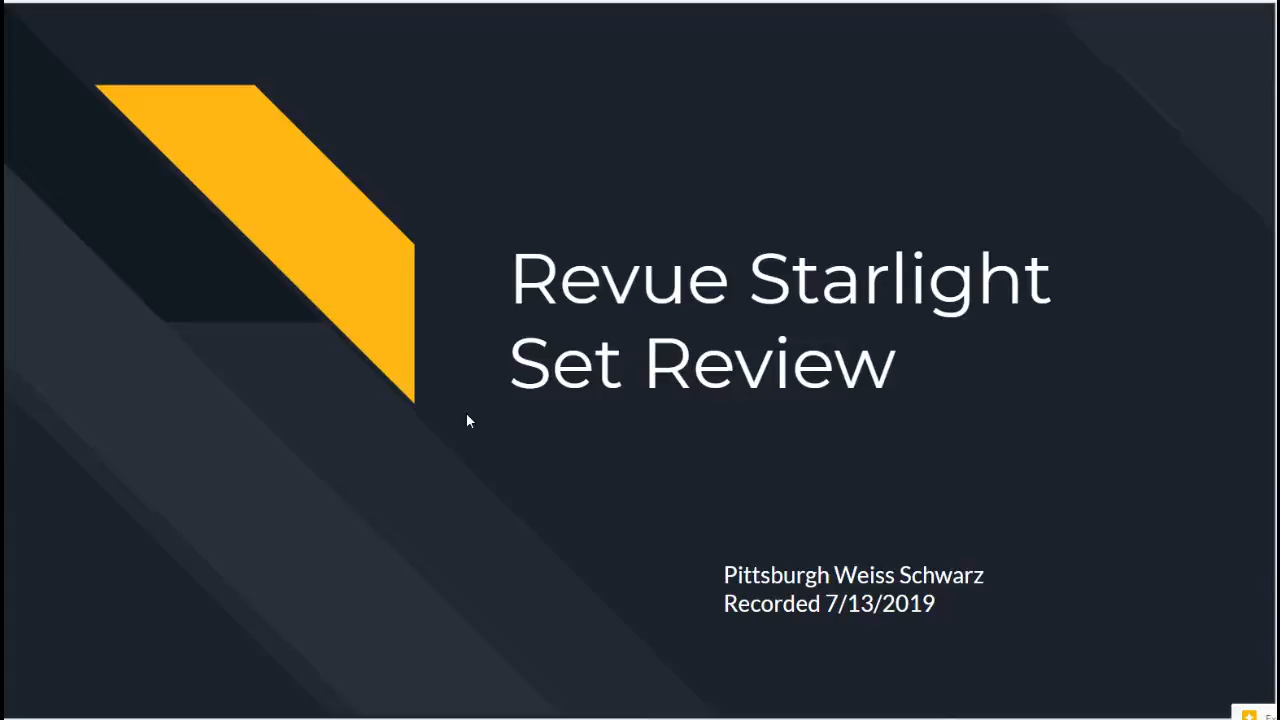 Revue Starlight
Set Review
Pittsburgh Weiss Schwarz
Recorded 7/13/2019